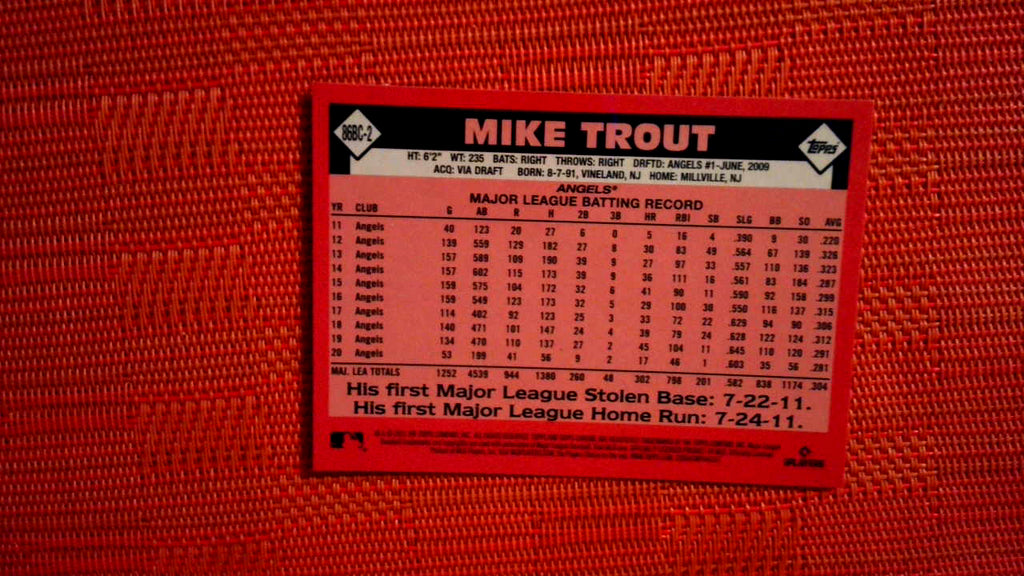 86BC-2 MIKE TROUT Topps
HT: 6'2" WT: 235 BATS: RIGHT THROWS: RIGHT DRFTD: ANGELS #1-JUNE, 2009
ACQ: VIA DRAFT BORN: 8-7-91, VINELAND, NJ HOME: MILLVILLE, NJ
ANGELS®
MAJOR LEAGUE BATTING RECORD
YR CLUB G AB R H 2B 3B HR RBI SB SLG BB SO AVG
11 Angels 40 123 20 27 6 0 5 16 4 .390 9 30 .220
12 Angels 139 559 129 182 27 8 30 83 49 .564 67 139 .326
13 Angels 157 589 109 190 39 9 27 97 33 .557 110 136 .323
14 Angels 157 602 115 173 39 9 36 111 16 .561 83 184 .287
15 Angels 159 575 104 172 32 6 41 90 11 .590 92 158 .299
16 Angels 159 549 123 173 32 5 29 100 30 .550 116 137 .315
17 Angels 114 402 92 123 25 3 33 72 22 .629 94 90 .306
18 Angels 140 471 101 147 24 4 39 79 24 .628 122 124 .312
19 Angels 134 470 110 137 27 2 45 104 11 .645 110 120 .291
20 Angels 53 199 41 56 9 2 17 46 1 .603 35 56 .281
MAJ. LEA TOTALS 1252 4539 944 1380 260 48 302 798 201 .582 838 1174 .304
His first Major League Stolen Base: 7-22-11.
His first Major League Home Run: 7-24-11.